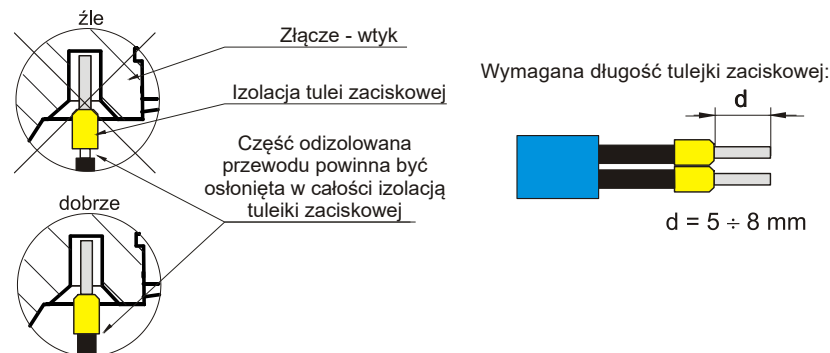 źle
Złącze - wtyk
Izolacja tulei zaciskowej
Część odizolowana
przewodu powinna być
osłonięta w całości izolacją
tuleiki zaciskowej
dobrze
Wymagana długość tulejki zaciskowej:
d
d = 5 ÷ 8 mm